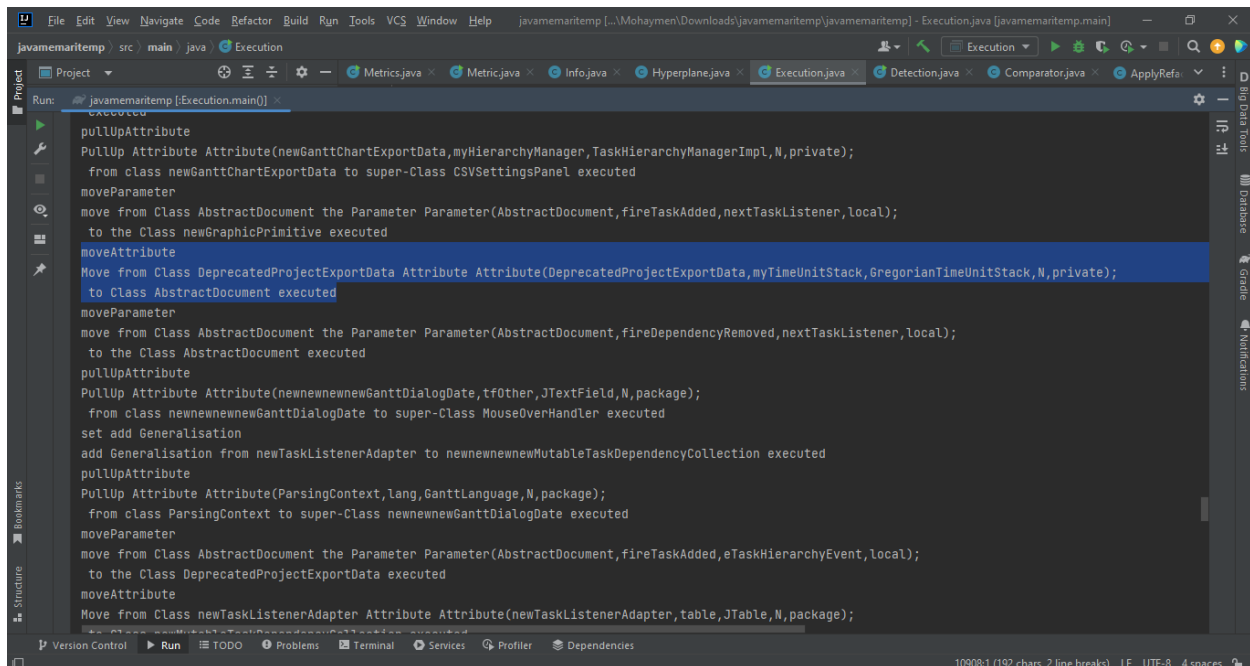 File Edit View Navigate Code Refactor Build Run Tools VCS Window Help javamemaritemp [...\Mohaymen\Downloads\javamemaritemp\javamemaritemp] - Execution.java [javamemaritemp.main]
javamemaritemp src main java Execution Execution
Project Metrics.java Metric.java Info.java Hyperplane.java Execution.java Detection.java Comparator.java ApplyRefa
Run: javamemaritemp [:Execution.main()]
executed
pullUpAttribute
PullUp Attribute Attribute(newGanttChartExportData,myHierarchyManager,TaskHierarchyManagerImpl,N,private);
from class newGanttChartExportData to super-Class CSVSettingsPanel executed
moveParameter
move from Class AbstractDocument the Parameter Parameter(AbstractDocument,fireTaskAdded,nextTaskListener,local);
to the Class newGraphicPrimitive executed
moveAttribute
Move from Class DeprecatedProjectExportData Attribute Attribute(DeprecatedProjectExportData,myTimeUnitStack,GregorianTimeUnitStack,N,private);
to Class AbstractDocument executed
moveParameter
move from Class AbstractDocument the Parameter Parameter(AbstractDocument,fireDependencyRemoved,nextTaskListener,local);
to the Class AbstractDocument executed
pullUpAttribute
PullUp Attribute Attribute(newnewnewnewGanttDialogDate,tfOther,JTextField,N,package);
from class newnewnewnewGanttDialogDate to super-Class MouseOverHandler executed
set add Generalisation
add Generalisation from newTaskListenerAdapter to newnewnewnewMutableTaskDependencyCollection executed
pullUpAttribute
PullUp Attribute Attribute(ParsingContext,lang,GanttLanguage,N,package);
from class ParsingContext to super-Class newnewnewGanttDialogDate executed
moveParameter
move from Class AbstractDocument the Parameter Parameter(AbstractDocument,fireTaskAdded,eTaskHierarchyEvent,local);
to the Class DeprecatedProjectExportData executed
moveAttribute
Move from Class newTaskListenerAdapter Attribute Attribute(newTaskListenerAdapter,table,JTable,N,package);
to Class newMutableTaskDependencyCollection executed
Project
Bookmarks
Structure
Big Data Tools
Database
Gradle
Notifications
Version Control Run TODO Problems Terminal Services Profiler Dependencies
10908:1 (192 chars, 2 line breaks) LF UTF-8 4 spaces